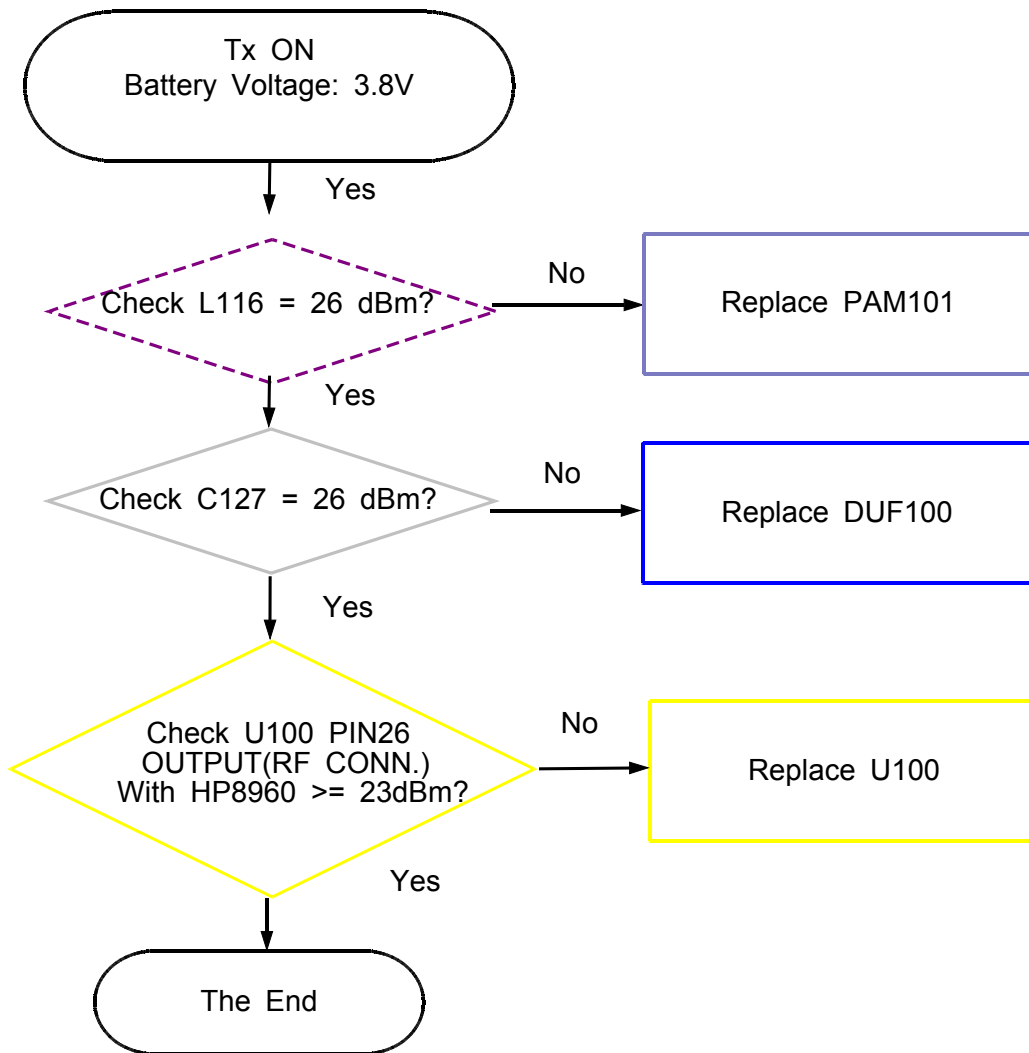 Tx ON
Battery Voltage: 3.8V
Yes
Check L116 = 26 dBm?
No
Replace PAM101
Yes
Check C127 = 26 dBm?
No
Replace DUF100
Yes
Check U100 PIN26
OUTPUT(RF CONN.)
With HP8960 >= 23dBm?
No
Replace U100
Yes
The End